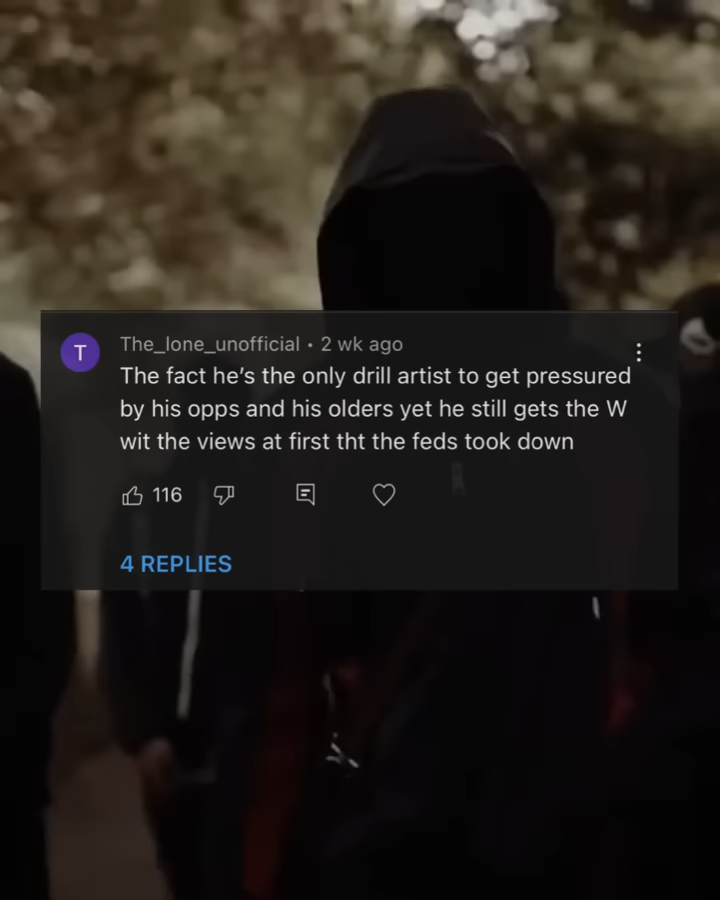 T
The_lone_unofficial • 2 wk ago
The fact he's the only drill artist to get pressured
by his opps and his olders yet he still gets the W
wit the views at first tht the feds took down
116
4 REPLIES